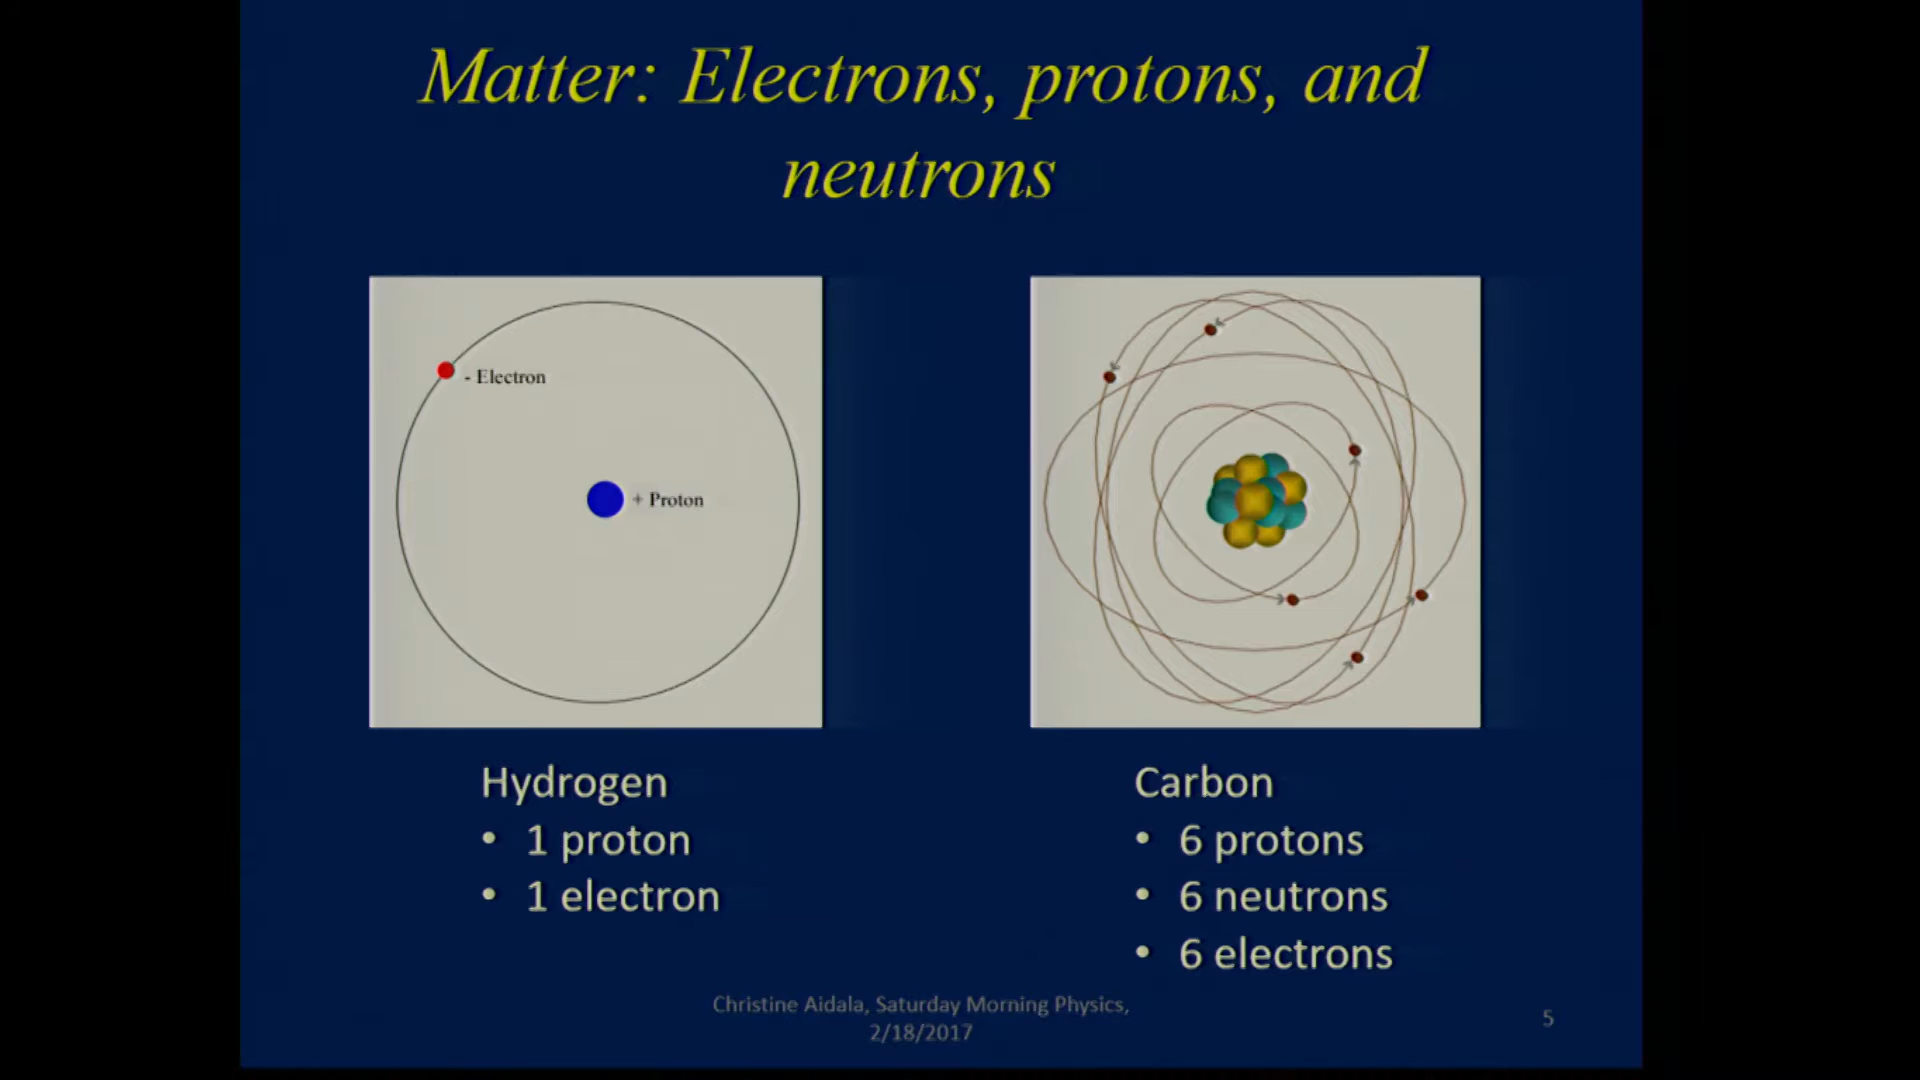 Matter: Electrons, protons, and
neutrons
- Electron
+ Proton
Hydrogen
• 1 proton
• 1 electron
Carbon
• 6 protons
• 6 neutrons
• 6 electrons
Christine Aidala, Saturday Morning Physics,
2/18/2017
5